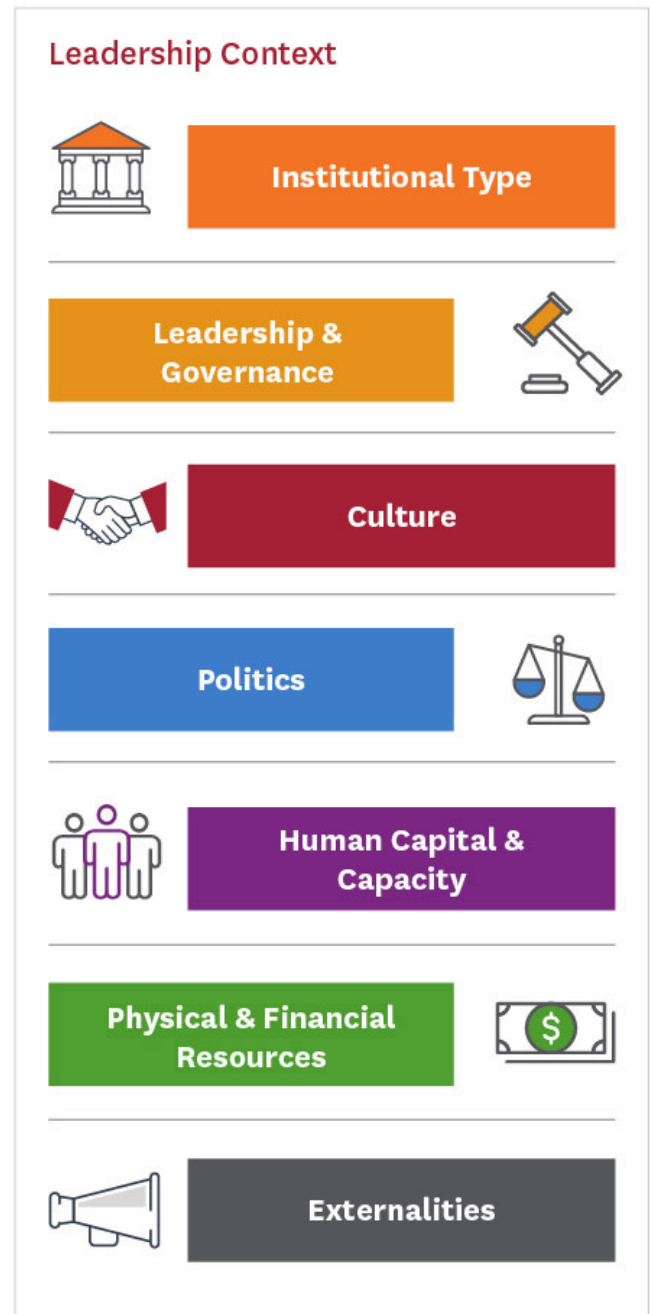 Leadership Context
Institutional Type
Leadership &
Governance
Culture
Politics
Human Capital &
Capacity
Physical & Financial
Resources
$
Externalities